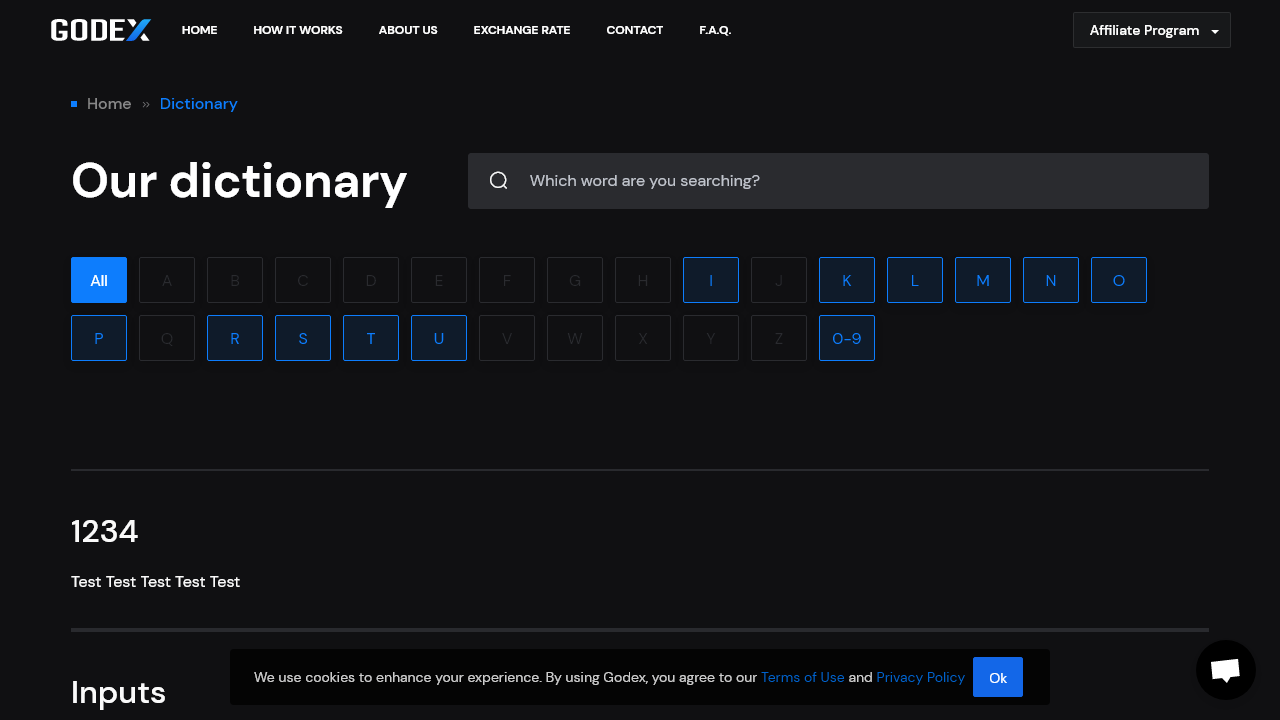 GODEX HOME HOW IT WORKS ABOUT US EXCHANGE RATE CONTACT F.A.Q. Affiliate Program
Home » Dictionary
Our dictionary Which word are you searching?
All A B C D E F G H I J K L M N O
P Q R S T U V W X Y Z 0-9
1234
Test Test Test Test Test
Inputs
We use cookies to enhance your experience. By using Godex, you agree to our Terms of Use and Privacy Policy Ok